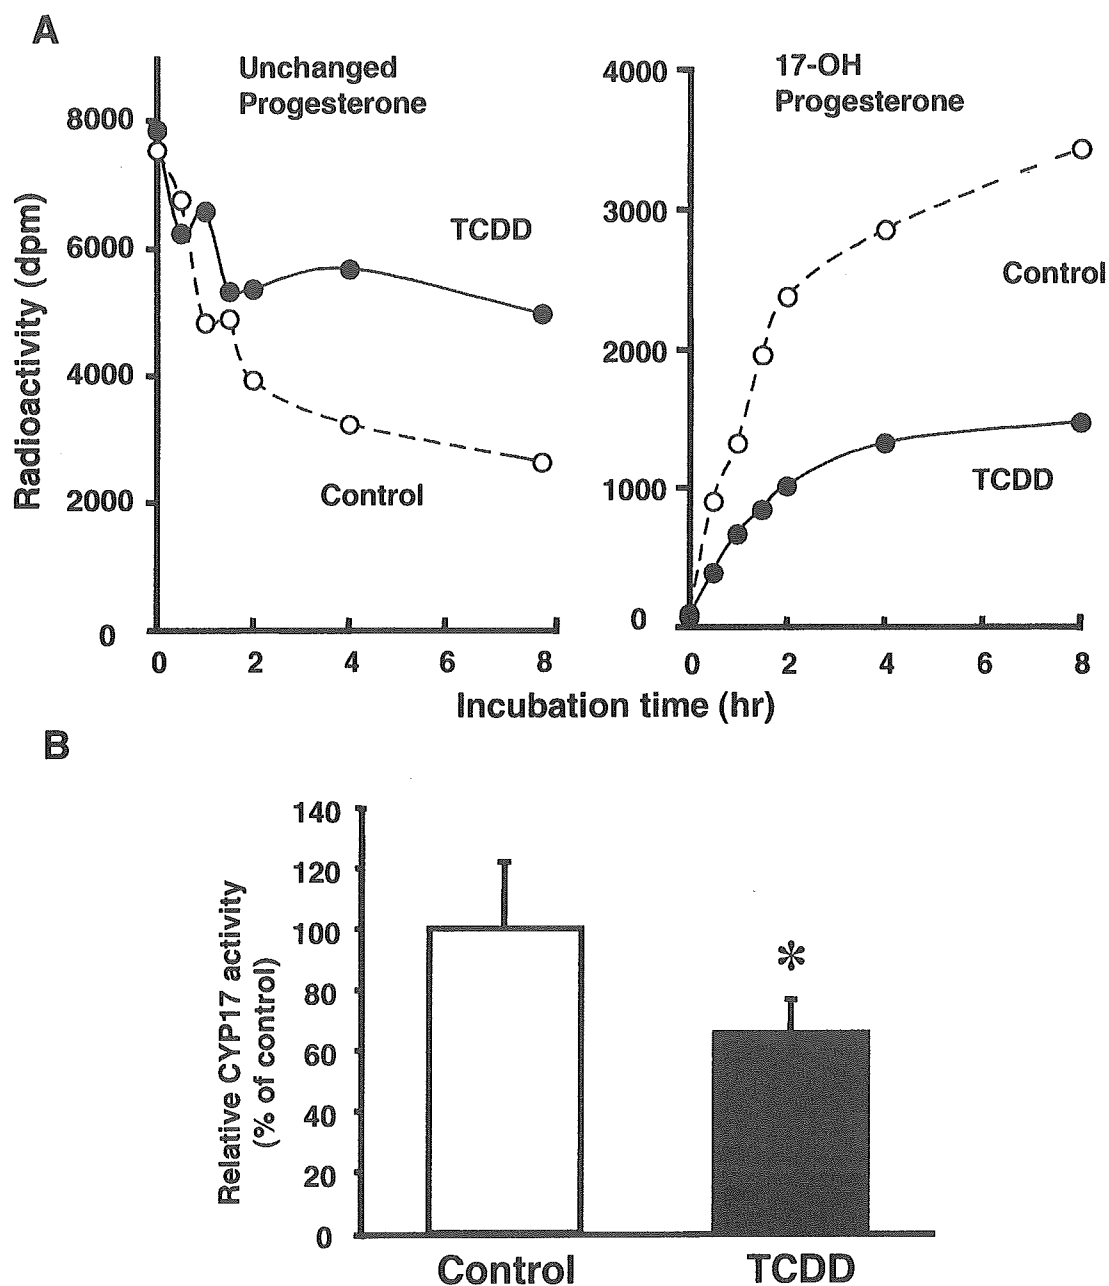 A
Unchanged
Progesterone
8000
6000
4000
2000
0
TCDD
Control
0 2 4 6 8
Radioactivity (dpm)
17-OH
Progesterone
4000
3000
2000
1000
0
Control
TCDD
0 2 4 6 8
Incubation time (hr)
B
140
120
100
80
60
40
20
0
Relative CYP17 activity
(% of control)
*
Control TCDD